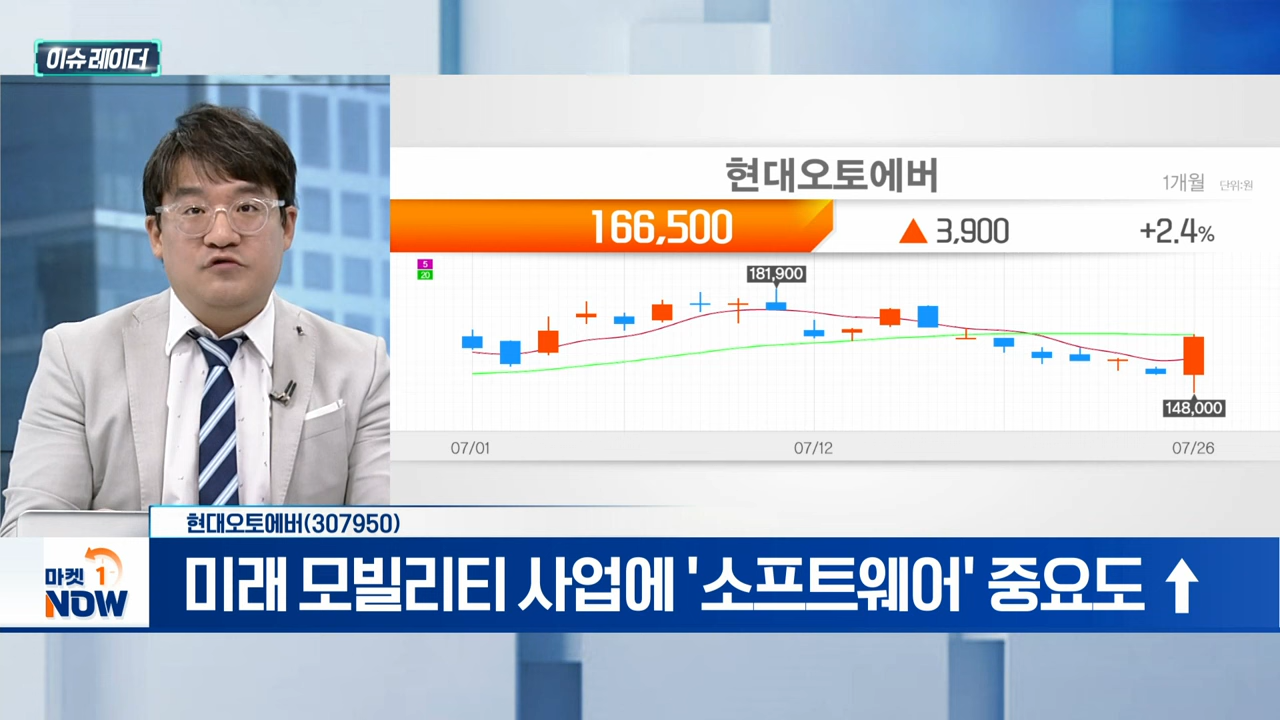 이슈 레이더
현대오토에버
1개월 단위:원
166,500 ▲ 3,900 +2.4%
5
20
181,900
148,000
07/01 07/12 07/26
현대오토에버(307950)
마켓 1
NOW
미래 모빌리티 사업에 '소프트웨어' 중요도 ↑